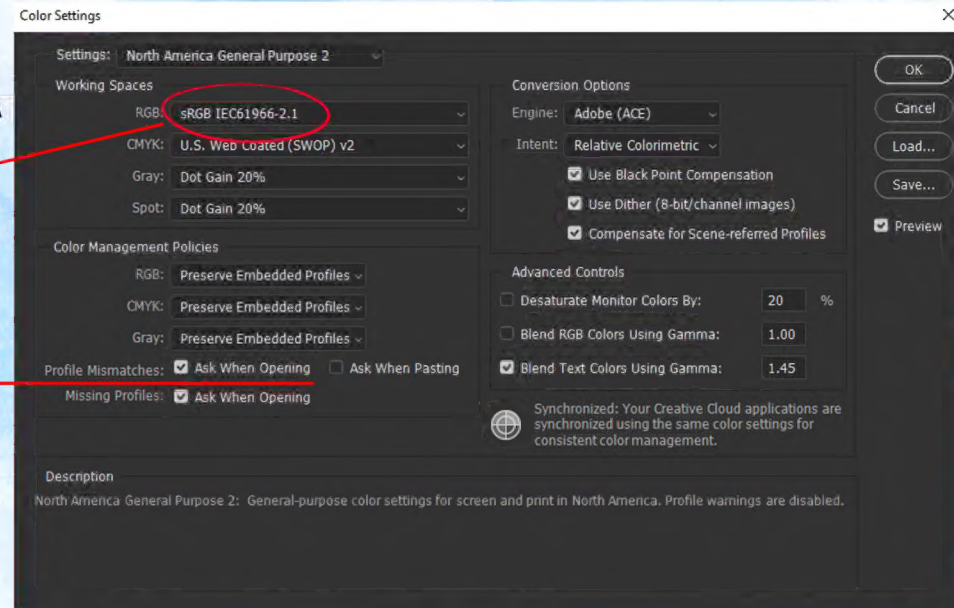 Color Settings
Settings: North America General Purpose 2
Working Spaces
RGB: sRGB IEC61966-2.1
CMYK: U.S. Web Coated (SWOP) v2
Gray: Dot Gain 20%
Spot: Dot Gain 20%
Color Management Policies
RGB: Preserve Embedded Profiles
CMYK: Preserve Embedded Profiles
Gray: Preserve Embedded Profiles
Profile Mismatches: Ask When Opening Ask When Pasting
Missing Profiles: Ask When Opening
Conversion Options
Engine: Adobe (ACE)
Intent: Relative Colorimetric
Use Black Point Compensation
Use Dither (8-bit/channel images)
Compensate for Scene-referred Profiles
Advanced Controls
Desaturate Monitor Colors By: 20 %
Blend RGB Colors Using Gamma: 1.00
Blend Text Colors Using Gamma: 1.45
Synchronized: Your Creative Cloud applications are
synchronized using the same color settings for
consistent color management.
OK
Cancel
Load...
Save...
Preview
Description
North America General Purpose 2: General-purpose color settings for screen and print in North America. Profile warnings are disabled.